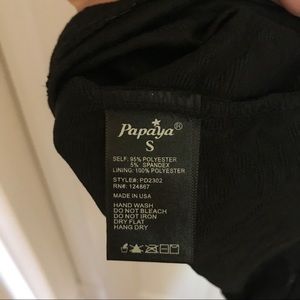 Papaya®
S
SELF: 95% POLYESTER
5% SPANDEX
LINING: 100% POLYESTER
STYLE#: PD2302
RN#: 124867
MADE IN USA
HAND WASH
DO NOT BLEACH
DO NOT IRON
DRY FLAT
HANG DRY